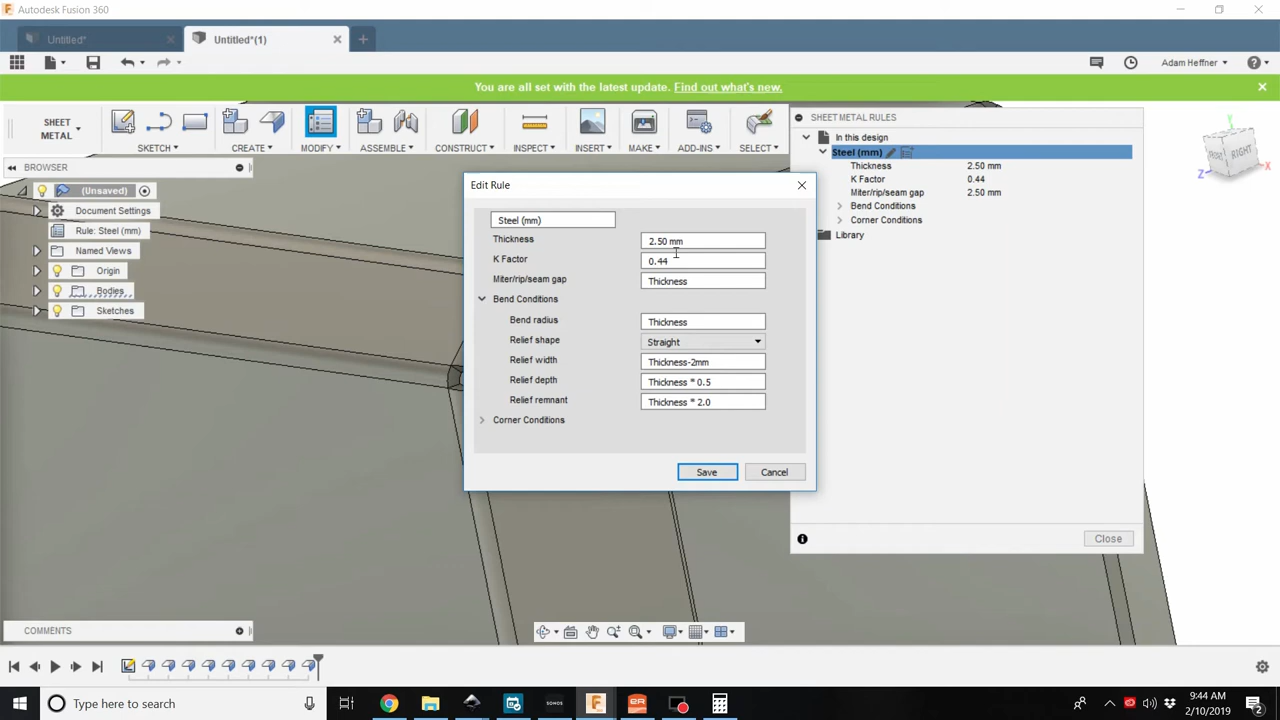 Autodesk Fusion 360
Untitled*
Untitled*(1)
Adam Heffner
You are all set with the latest update. Find out what's new.
SHEET METAL
SKETCH
CREATE
MODIFY
ASSEMBLE
CONSTRUCT
INSPECT
INSERT
MAKE
ADD-INS
SELECT
BROWSER
(Unsaved)
Document Settings
Rule: Steel (mm)
Named Views
Origin
Bodies
Sketches
Edit Rule
Steel (mm)
Thickness 2.50 mm
K Factor 0.44
Miter/rip/seam gap Thickness
Bend Conditions
Bend radius Thickness
Relief shape Straight
Relief width Thickness-2mm
Relief depth Thickness * 0.5
Relief remnant Thickness * 2.0
Corner Conditions
Save Cancel
SHEET METAL RULES
In this design
Steel (mm)
Thickness 2.50 mm
K Factor 0.44
Miter/rip/seam gap 2.50 mm
Bend Conditions
Corner Conditions
Library
Close
Y
FRONT
RIGHT
Z
X
COMMENTS
Type here to search
SONOS
9:44 AM
2/10/2019
2